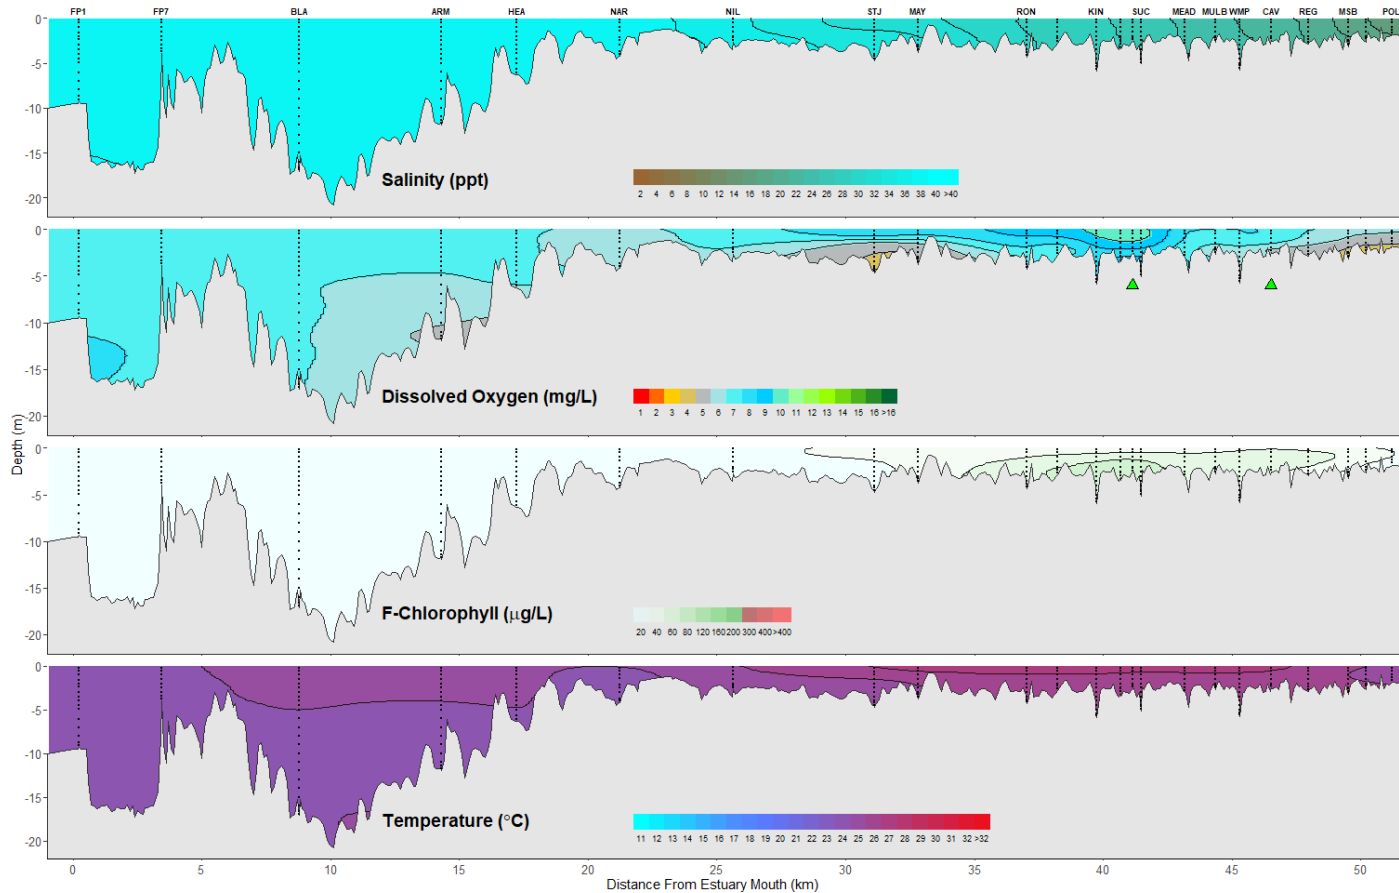 FP1 FP7 BLA ARM HEA NAR NIL STJ MAY RON KIN SUC MEAD MULB WMP CAV REG MSB POL
0
-5
-10
-15
-20
Salinity (ppt)
2 4 6 8 10 12 14 16 18 20 22 24 26 28 30 32 34 36 38 40 >40
0
-5
-10
-15
-20
Dissolved Oxygen (mg/L)
1 2 3 4 5 6 7 8 9 10 11 12 13 14 15 16 >16
Depth (m)
0
-5
-10
-15
-20
F-Chlorophyll (μg/L)
20 40 60 80 120 160 200 300 400 >400
0
-5
-10
-15
-20
Temperature (°C)
11 12 13 14 15 16 17 18 19 20 21 22 23 24 25 26 27 28 29 30 31 32 >32
0 5 10 15 20 25 30 35 40 45 50
Distance From Estuary Mouth (km)